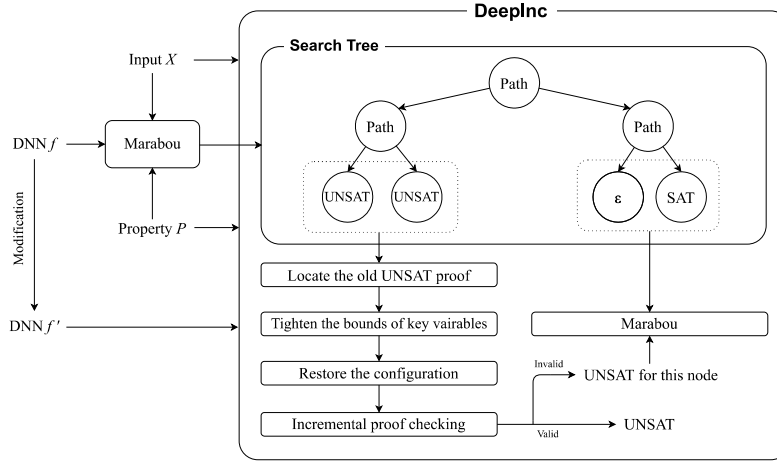 DeepInc
Search Tree
Input X
Path
Path
Path
DNN f
Marabou
UNSAT
UNSAT
ε
SAT
Modification
Property P
Locate the old UNSAT proof
DNN f'
Tighten the bounds of key vairables
Marabou
Restore the configuration
Invalid
UNSAT for this node
Incremental proof checking
Valid
UNSAT